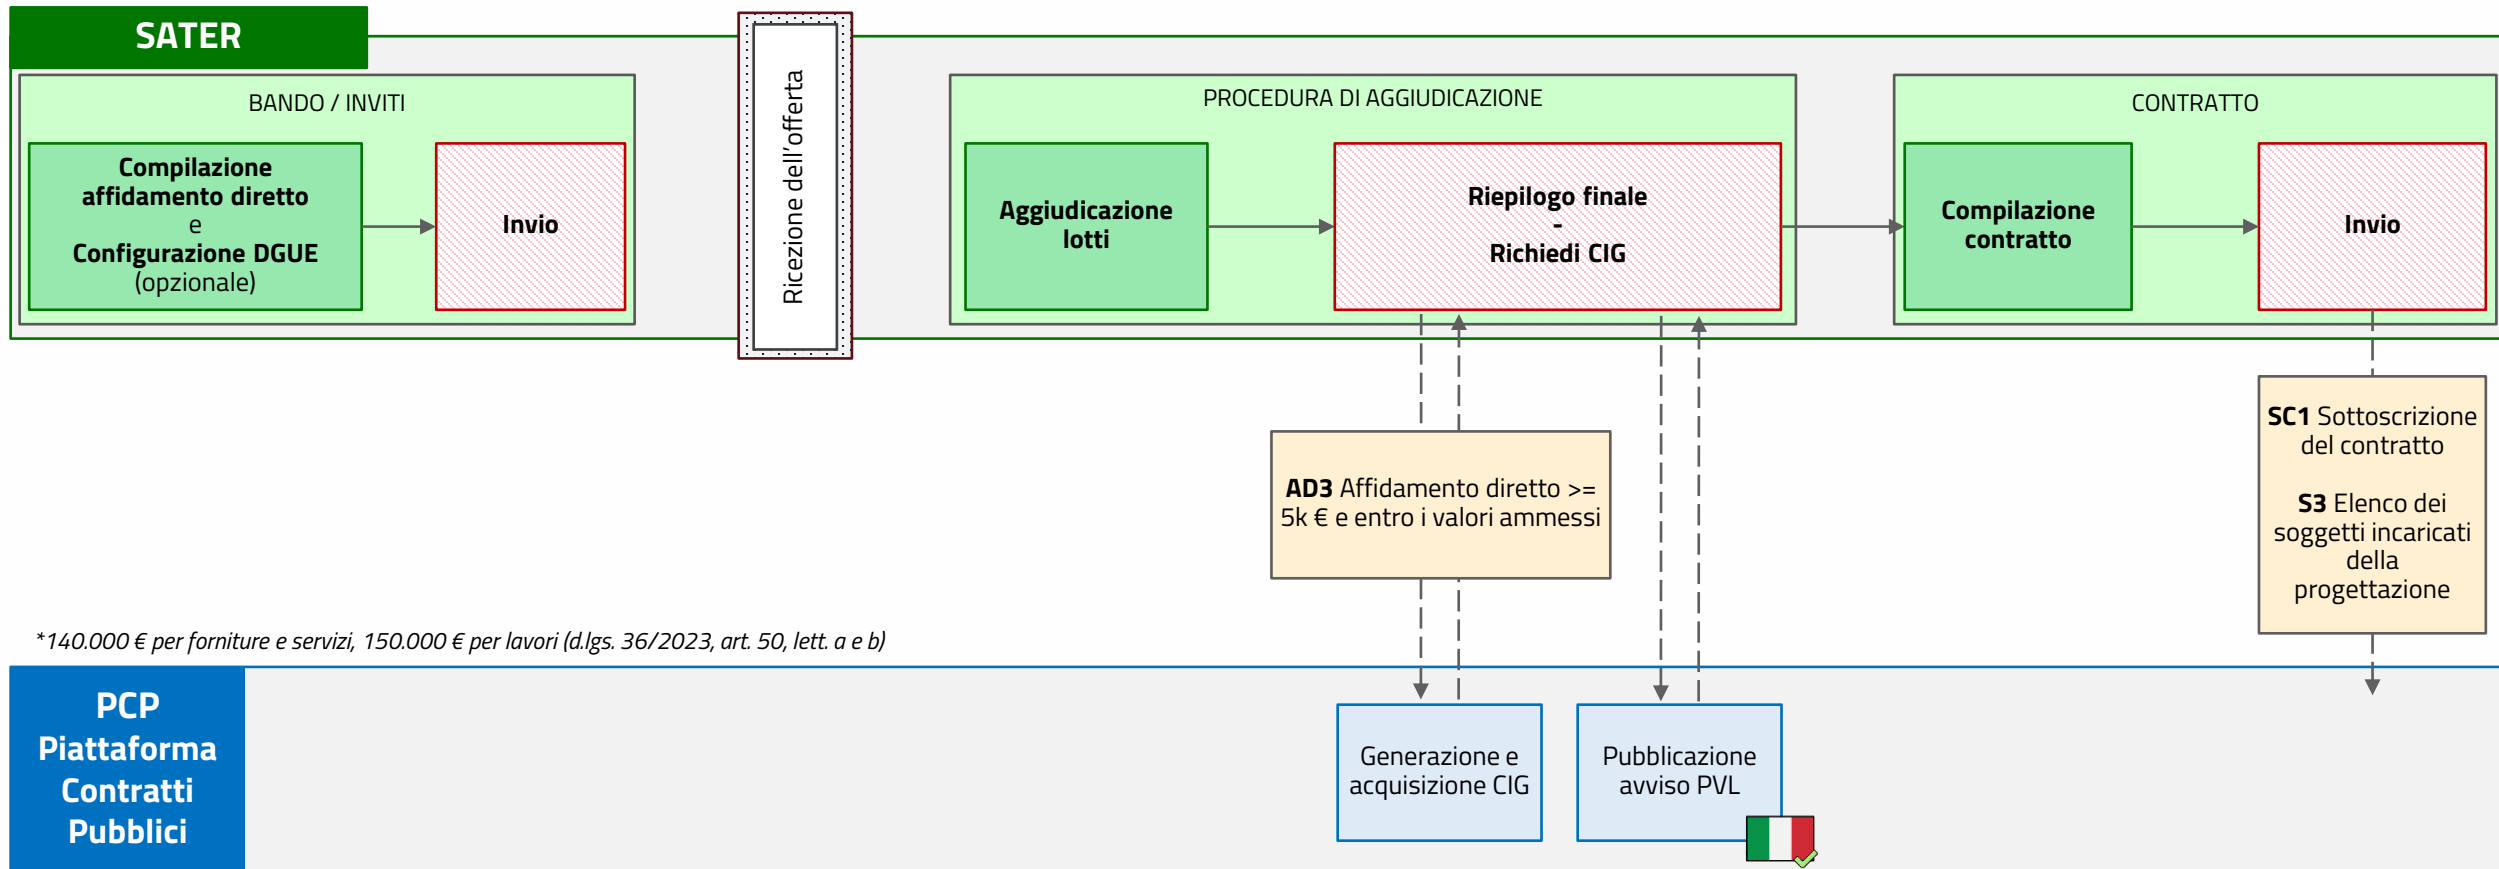 SATER
BANDO / INVITI
Compilazione
affidamento diretto
e
Configurazione DGUE
(opzionale)
Invio
Ricezione dell'offerta
PROCEDURA DI AGGIUDICAZIONE
Aggiudicazione
lotti
Riepilogo finale
-
Richiedi CIG
CONTRATTO
Compilazione
contratto
Invio
AD3 Affidamento diretto >=
5k € e entro i valori ammessi
SC1 Sottoscrizione
del contratto
S3 Elenco dei
soggetti incaricati
della
progettazione
*140.000 € per forniture e servizi, 150.000 € per lavori (d.lgs. 36/2023, art. 50, lett. a e b)
PCP
Piattaforma
Contratti
Pubblici
Generazione e
acquisizione CIG
Pubblicazione
avviso PVL